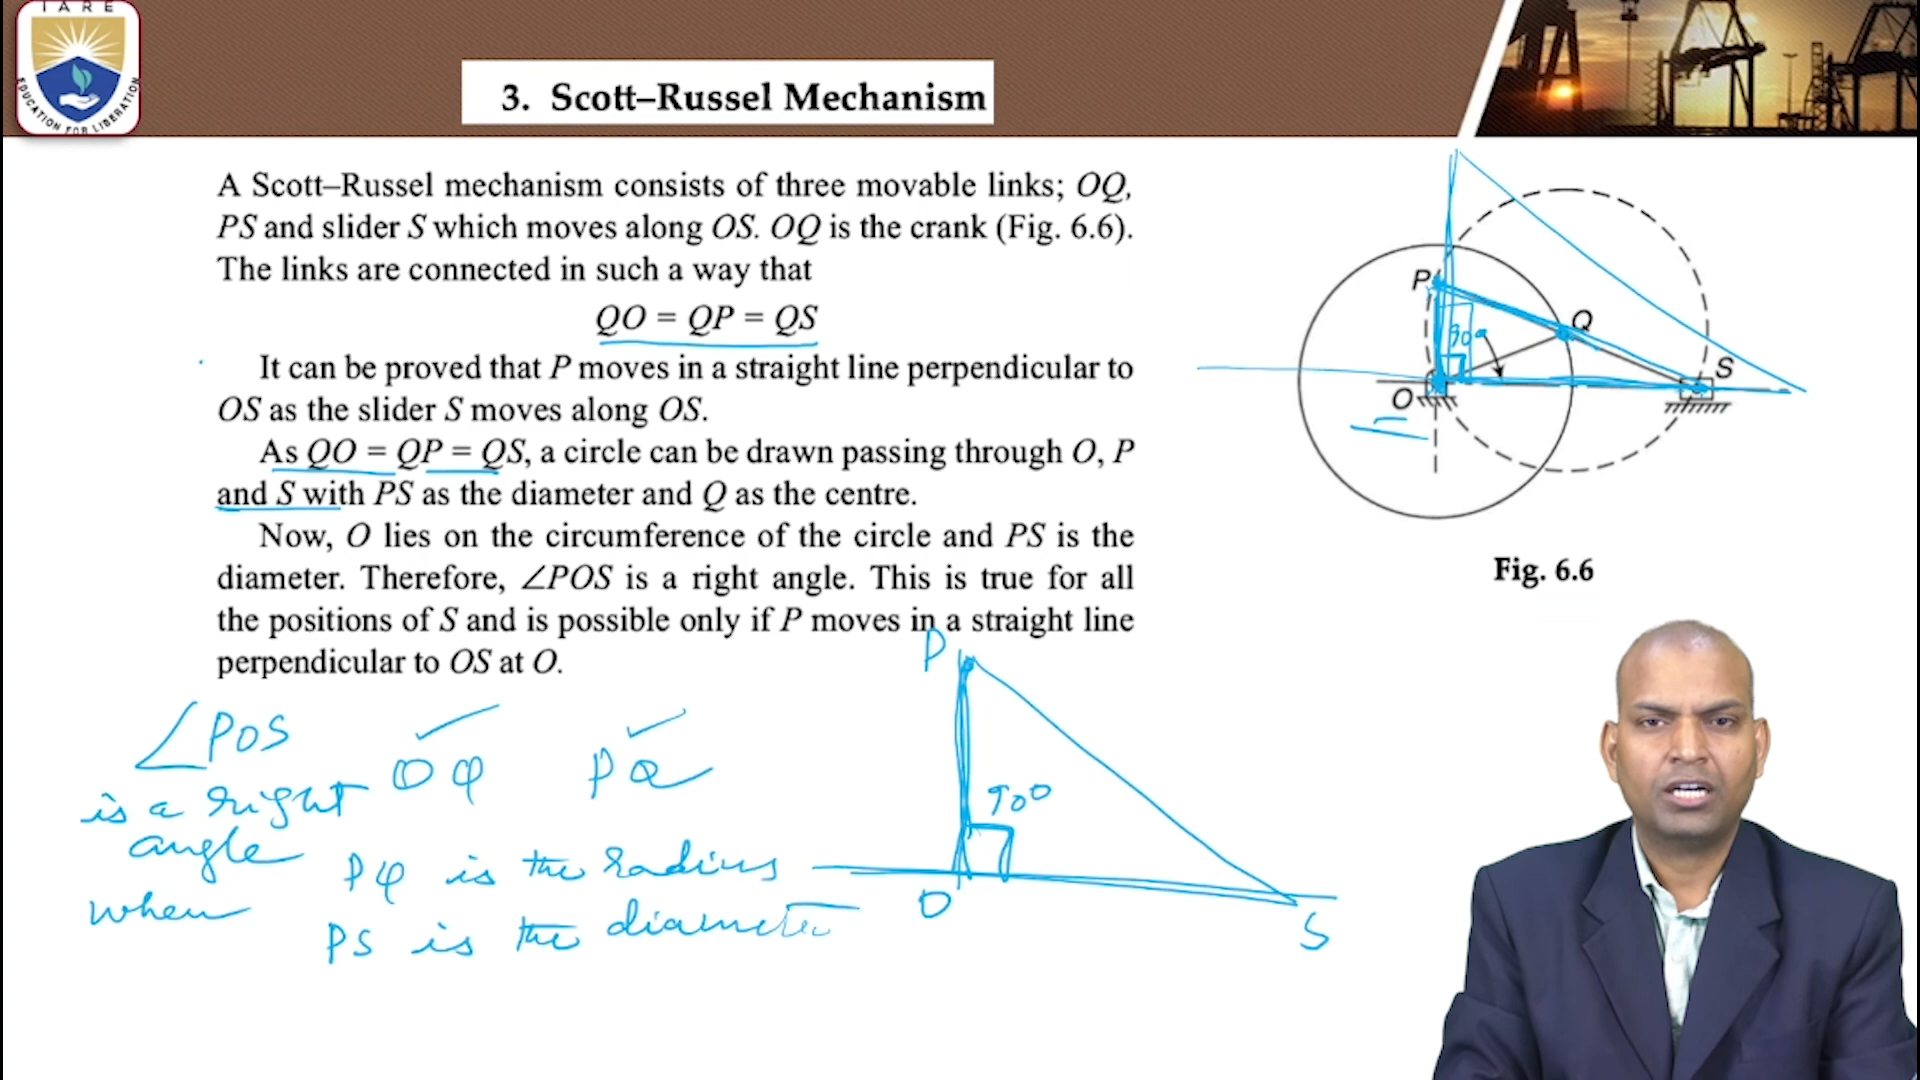 IARE
EDUCATION FOR LIBERATION
3. Scott–Russel Mechanism
A Scott–Russel mechanism consists of three movable links; OQ,
PS and slider S which moves along OS. OQ is the crank (Fig. 6.6).
The links are connected in such a way that
QO = QP = QS
It can be proved that P moves in a straight line perpendicular to
OS as the slider S moves along OS.
As QO = QP = QS, a circle can be drawn passing through O, P
and S with PS as the diameter and Q as the centre.
Now, O lies on the circumference of the circle and PS is the
diameter. Therefore, ∠POS is a right angle. This is true for all
the positions of S and is possible only if P moves in a straight line
perpendicular to OS at O.
P
Q
S
O
90
Fig. 6.6
∠POS
is a right
angle
when
OQ
PQ
PQ is the radius
PS is the diameter
P
90°
O
S